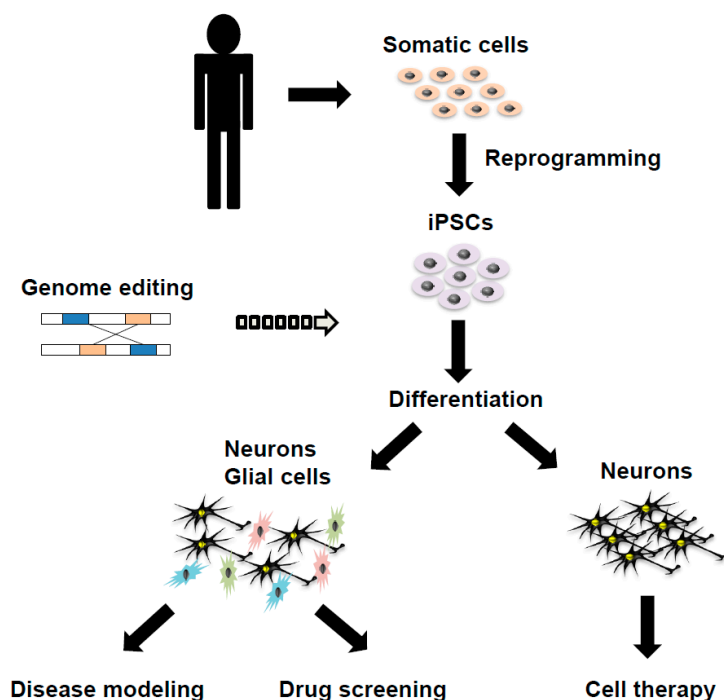 Somatic cells
Reprogramming
iPSCs
Genome editing
Differentiation
Neurons
Glial cells
Neurons
Disease modeling
Drug screening
Cell therapy